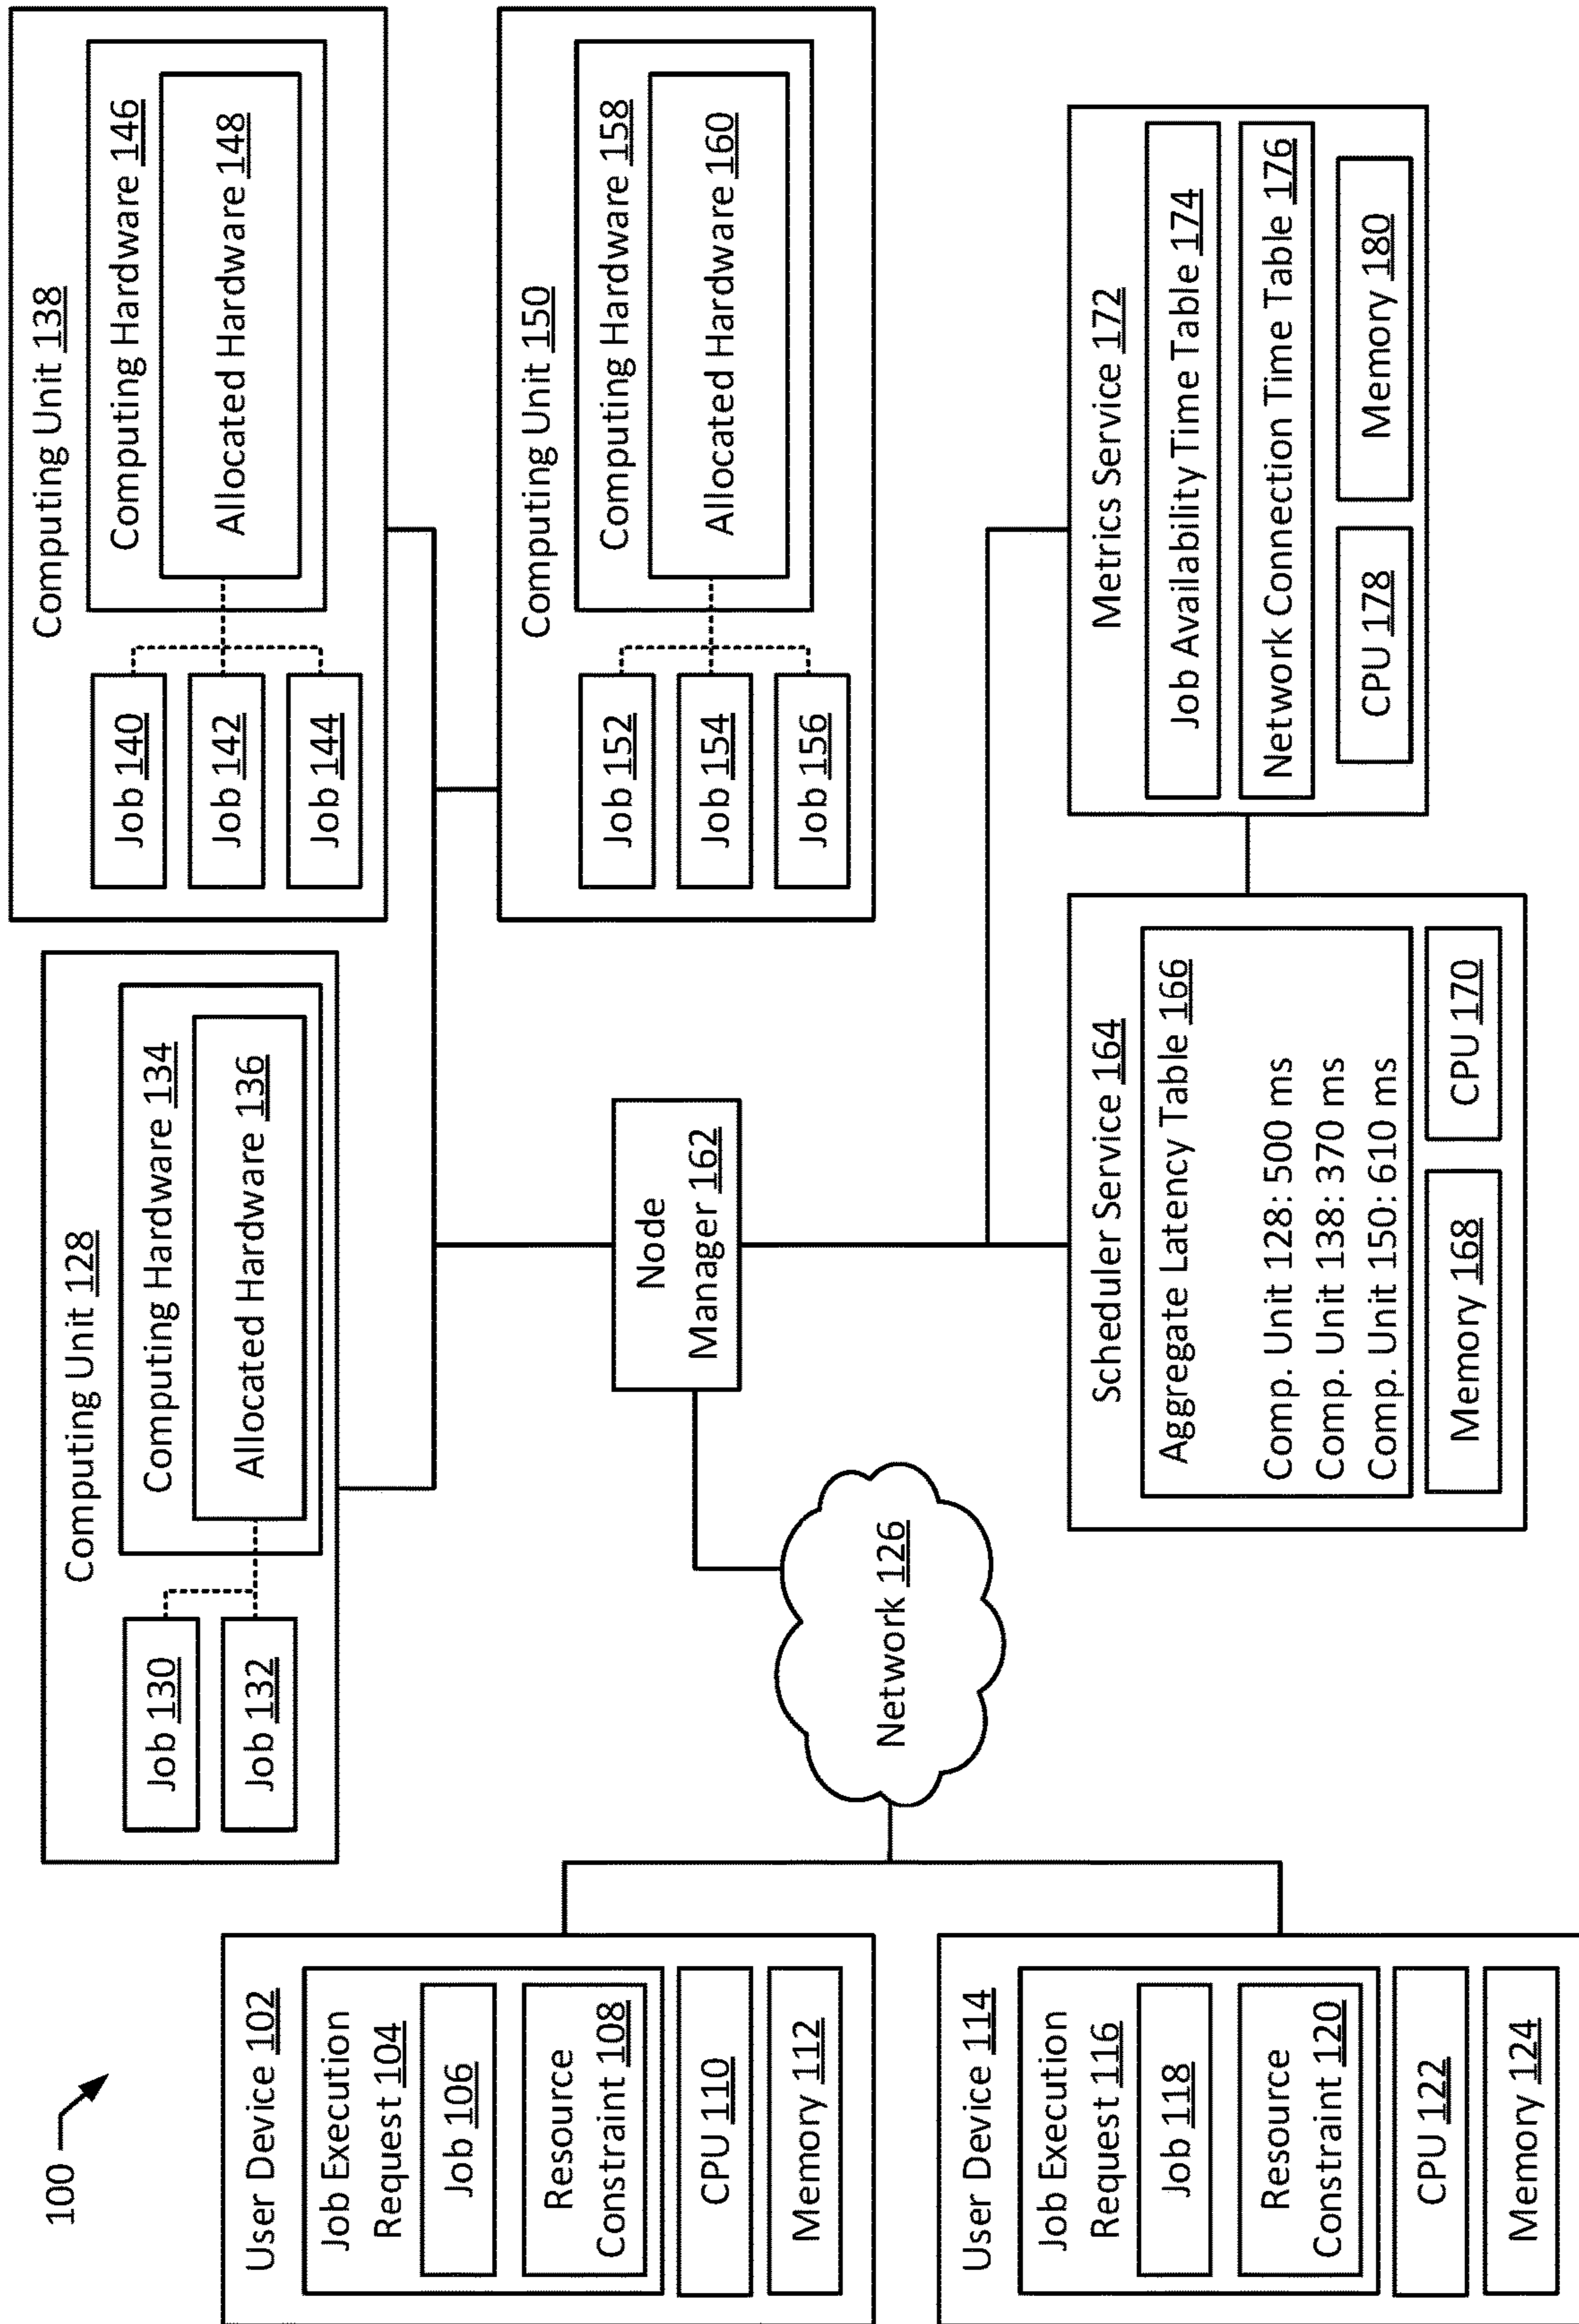 100
User Device 102
Job Execution
Request 104
Job 106
Resource
Constraint 108
CPU 110
Memory 112
User Device 114
Job Execution
Request 116
Job 118
Resource
Constraint 120
CPU 122
Memory 124
Network 126
Computing Unit 128
Job 130
Job 132
Computing Hardware 134
Allocated Hardware 136
Computing Unit 138
Job 140
Job 142
Job 144
Computing Hardware 146
Allocated Hardware 148
Computing Unit 150
Job 152
Job 154
Job 156
Computing Hardware 158
Allocated Hardware 160
Node
Manager 162
Scheduler Service 164
Aggregate Latency Table 166
Comp. Unit 128: 500 ms
Comp. Unit 138: 370 ms
Comp. Unit 150: 610 ms
Memory 168
CPU 170
Metrics Service 172
Job Availability Time Table 174
Network Connection Time Table 176
CPU 178
Memory 180